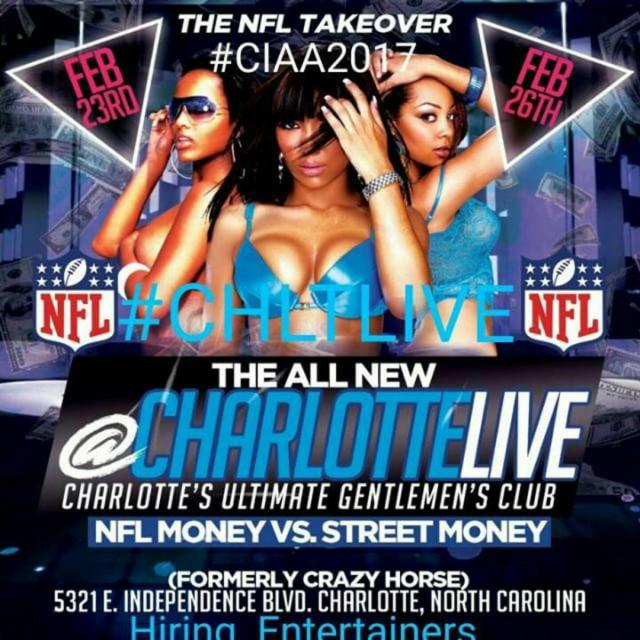 THE NFL TAKEOVER
#CIAA2017
FEB
23RD
FEB
26TH
NFL
#CHLTLIVE
NFL
THE ALL NEW
@CHARLOTTELIVE
CHARLOTTE'S ULTIMATE GENTLEMEN'S CLUB
NFL MONEY VS. STREET MONEY
(FORMERLY CRAZY HORSE)
5321 E. INDEPENDENCE BLVD. CHARLOTTE, NORTH CAROLINA
Hiring Entertainers